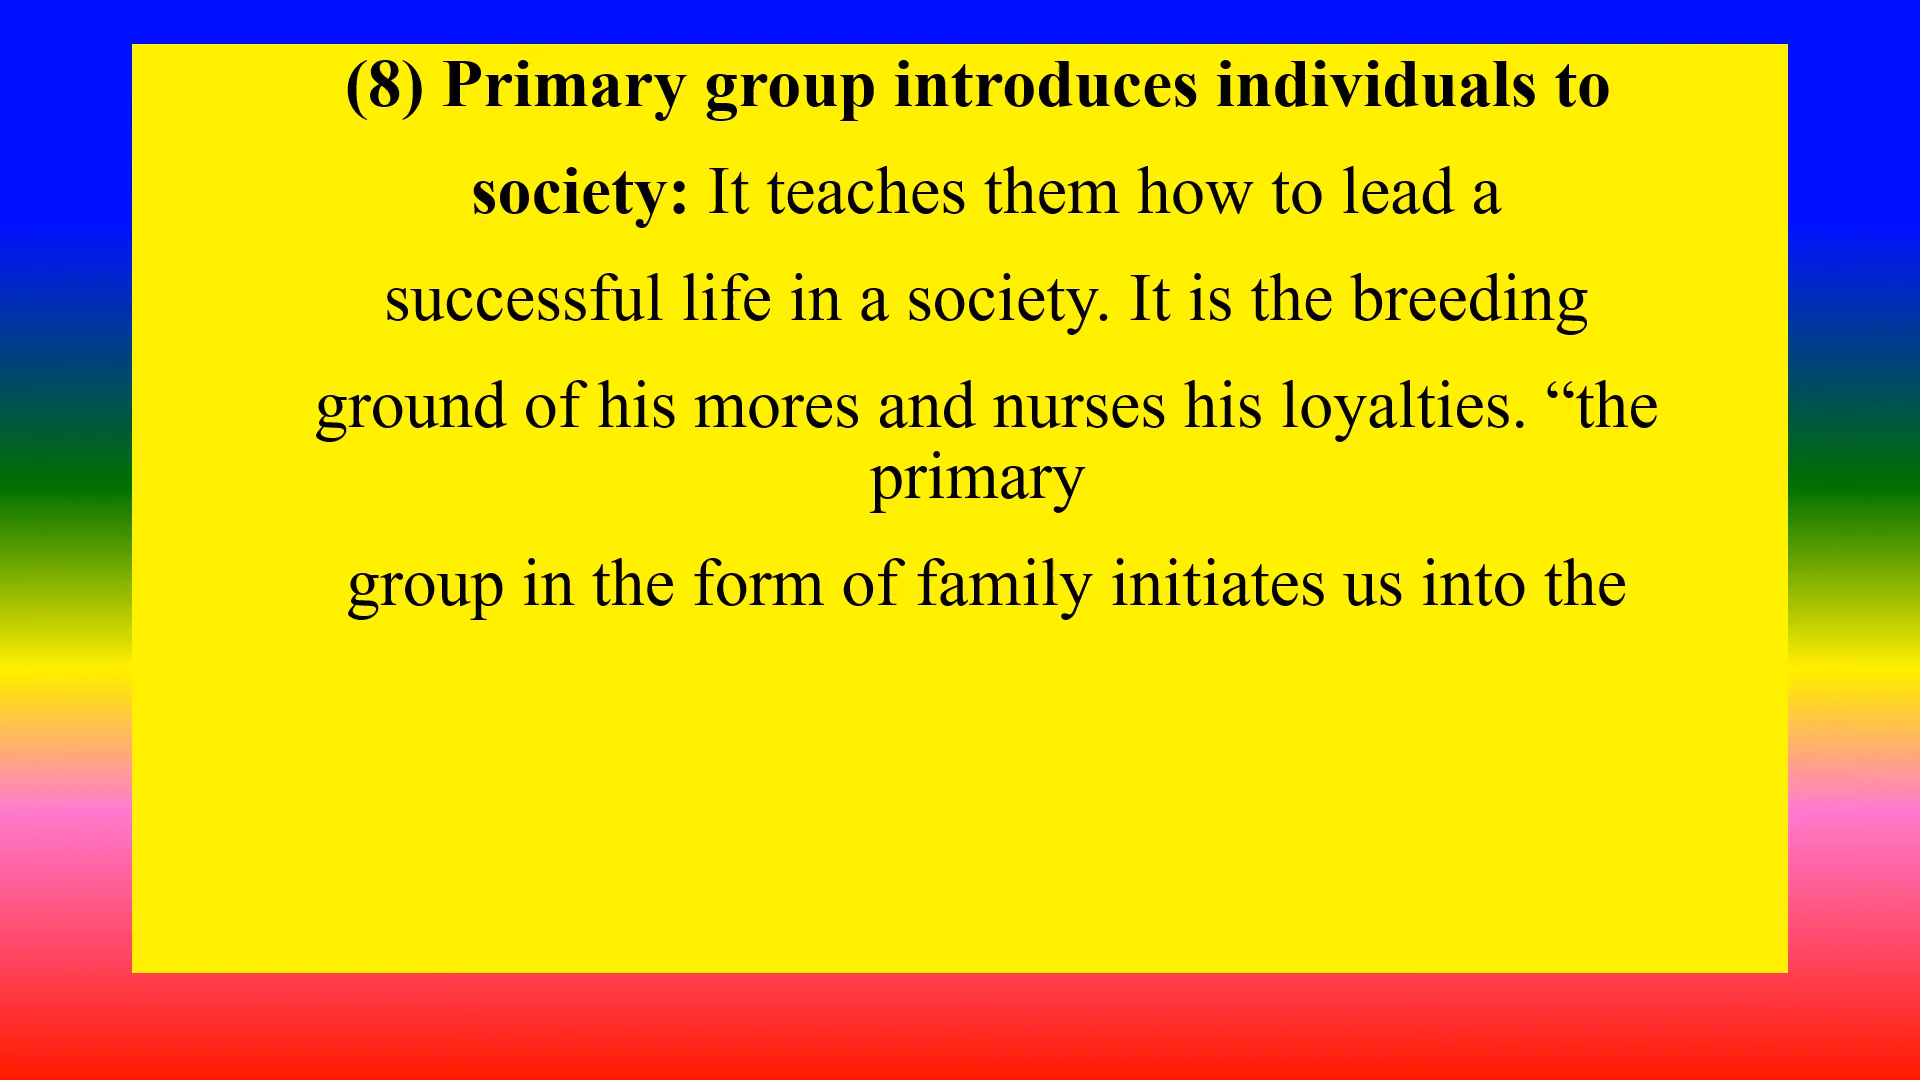 (8) Primary group introduces individuals to
society: It teaches them how to lead a
successful life in a society. It is the breeding
ground of his mores and nurses his loyalties. “the
primary
group in the form of family initiates us into the